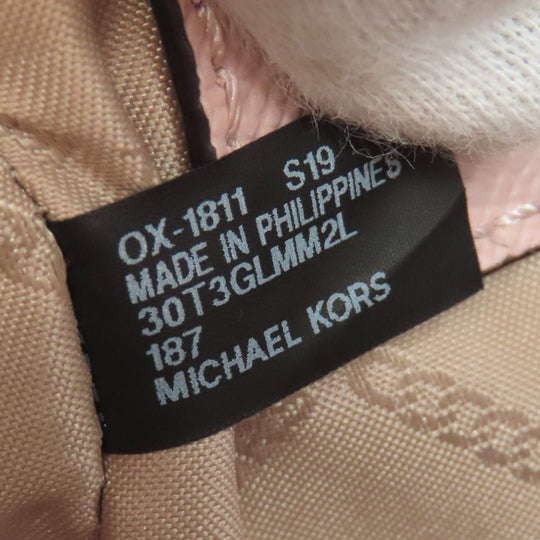 OX-1811 S19
MADE IN PHILIPPINES
30T3GLMM2L
187
MICHAEL KORS